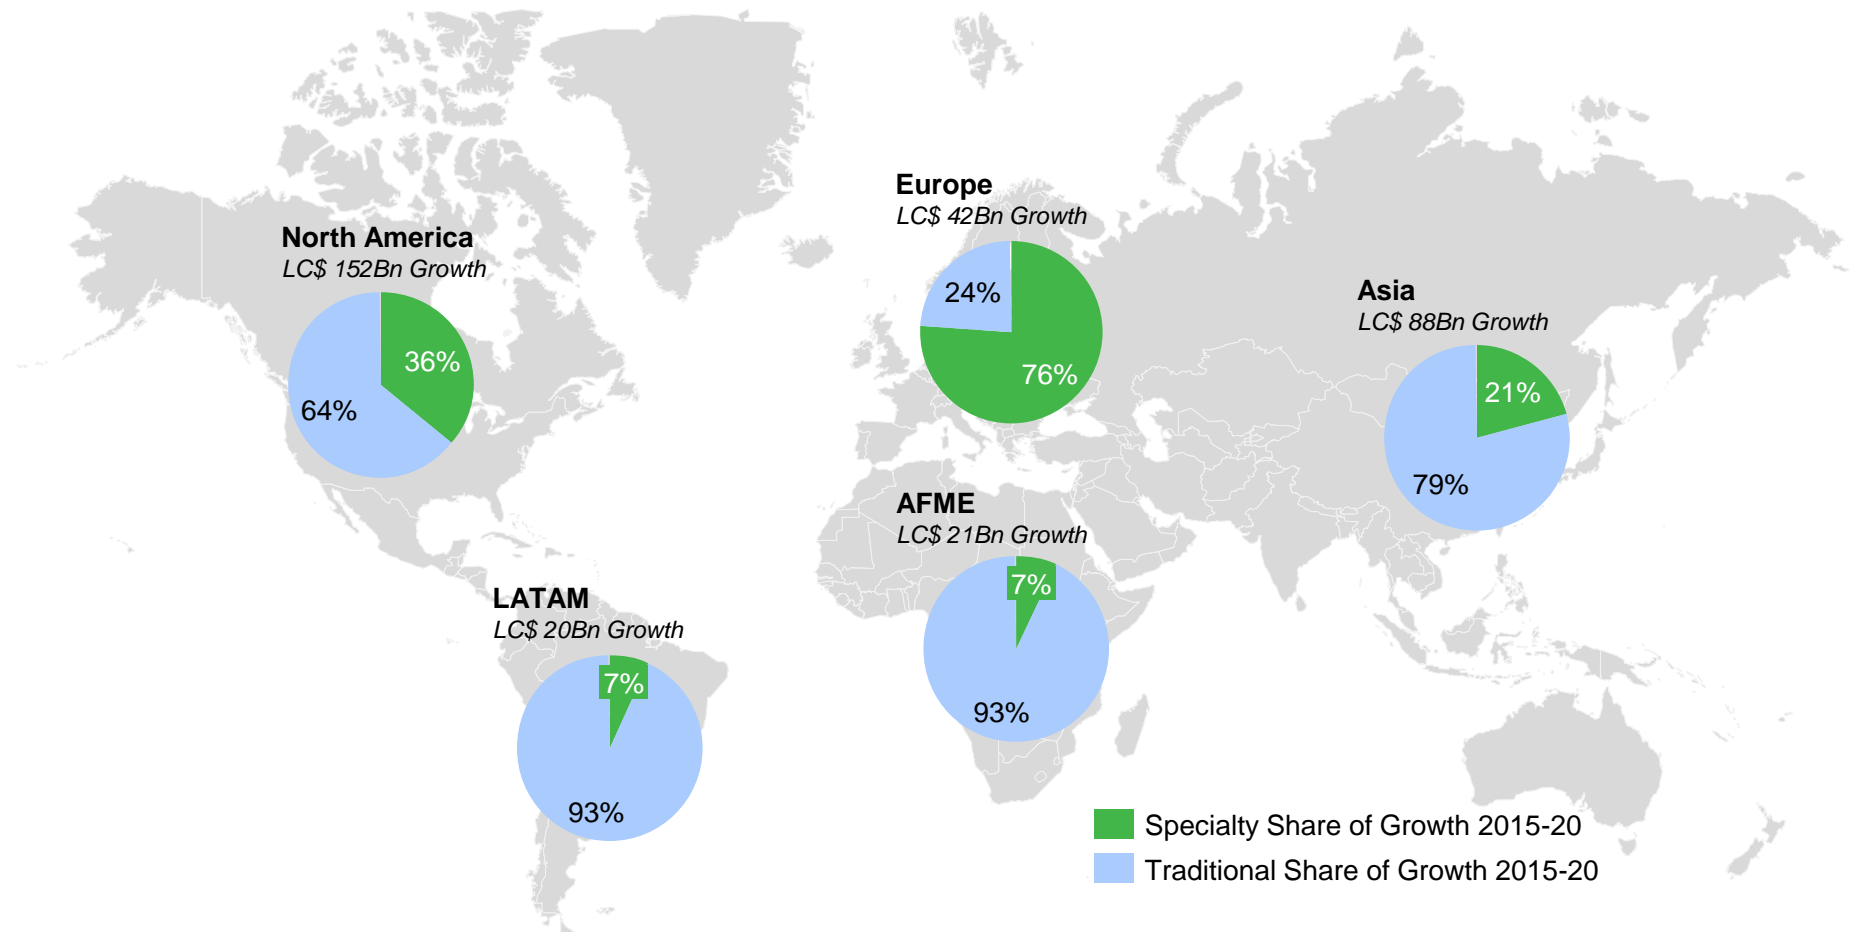 Europe
LC$ 42Bn Growth
24%
76%
North America
LC$ 152Bn Growth
36%
64%
Asia
LC$ 88Bn Growth
21%
79%
AFME
LC$ 21Bn Growth
7%
93%
LATAM
LC$ 20Bn Growth
7%
93%
Specialty Share of Growth 2015-20
Traditional Share of Growth 2015-20